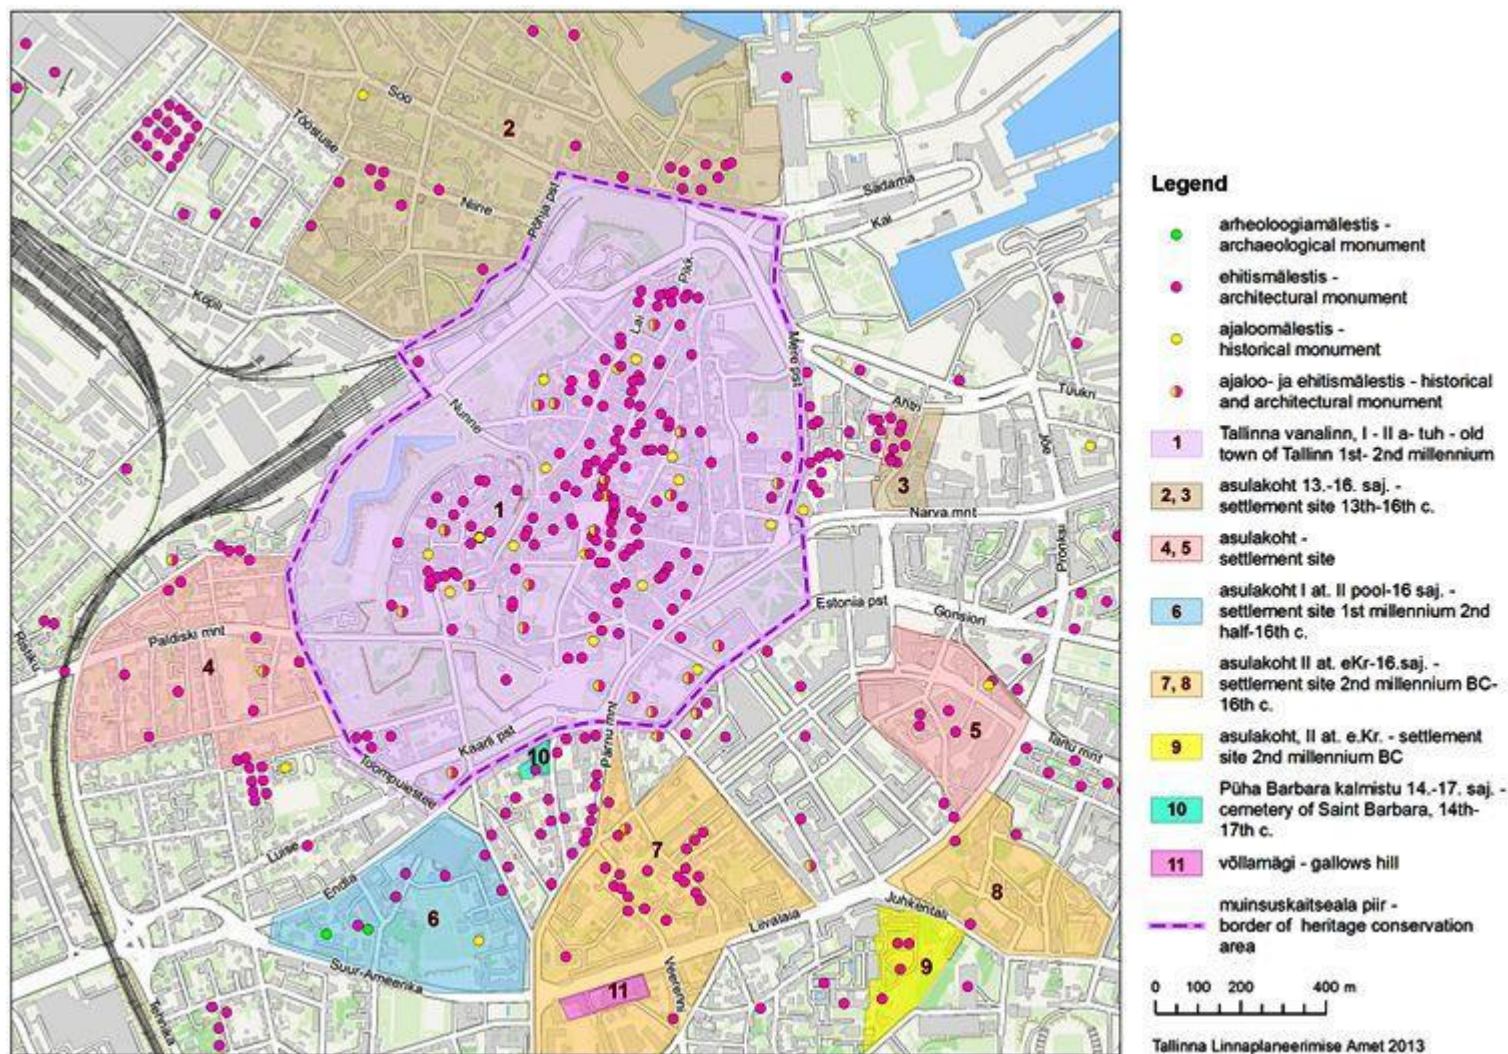 Soo
Tööstuse
2
Niine
Põhja pst
Sadama
Kai
Kopli
Pikk
Lai
Mere pst
Nunne
Ahtri
Tuukri
Jõe
1
3
Narva mnt
Pronksi
Estonia pst
Gonsiori
Ristiku
Paldiski mnt
4
5
Tartu mnt
Kaarli pst
Pärnu mnt
10
Toompuiestee
Luise
7
Endla
8
6
Juhkentali
Liivalaia
Suur-Ameerika
9
Veerenni
11
Tehnika
Legend
arheoloogiamälestis -
archaeological monument
ehitismälestis -
architectural monument
ajaloomälestis -
historical monument
ajaloo- ja ehitismälestis - historical
and architectural monument
1
Tallinna vanalinn, I - II a- tuh - old
town of Tallinn 1st- 2nd millennium
2, 3
asulakoht 13.-16. saj. -
settlement site 13th-16th c.
4, 5
asulakoht -
settlement site
6
asulakoht I at. II pool-16 saj. -
settlement site 1st millennium 2nd
half-16th c.
7, 8
asulakoht II at. eKr-16.saj. -
settlement site 2nd millennium BC-
16th c.
9
asulakoht, II at. e.Kr. - settlement
site 2nd millennium BC
10
Püha Barbara kalmistu 14.-17. saj. -
cemetery of Saint Barbara, 14th-
17th c.
11
võllamägi - gallows hill
muinsuskaitseala piir -
border of heritage conservation
area
0 100 200 400 m
Tallinna Linnaplaneerimise Amet 2013